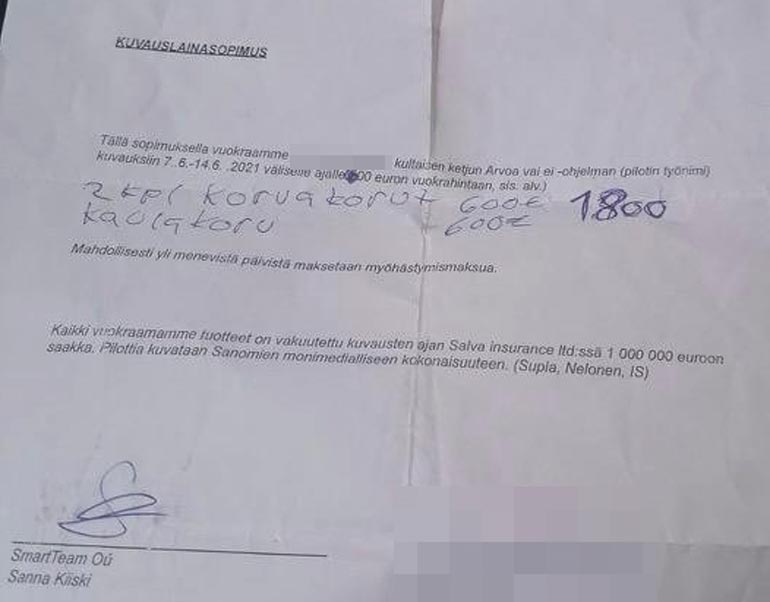 KUVAUSLAINASOPIMUS
Tällä sopimuksella vuokraamme kultaisen ketjun Arvoa vai ei -ohjelman (pilotin työnimi)
kuvauksiin 7..6.-14.6. .2021 väliselle ajalle 00 euron vuokrahintaan, sis. alv.)
2 kpl korvakorut 600€ 1800
kaulakoru 600€
Mahdollisesti yli menevistä päivistä maksetaan myöhästymismaksua.
Kaikki vuokraamamme tuotteet on vakuutettu kuvausten ajan Salva insurance ltd:ssä 1 000 000 euroon
saakka. Pilottia kuvataan Sanomien monimedialliseen kokonaisuuteen. (Supla, Nelonen, IS)
SmartTeam Oú
Sanna Kiiski